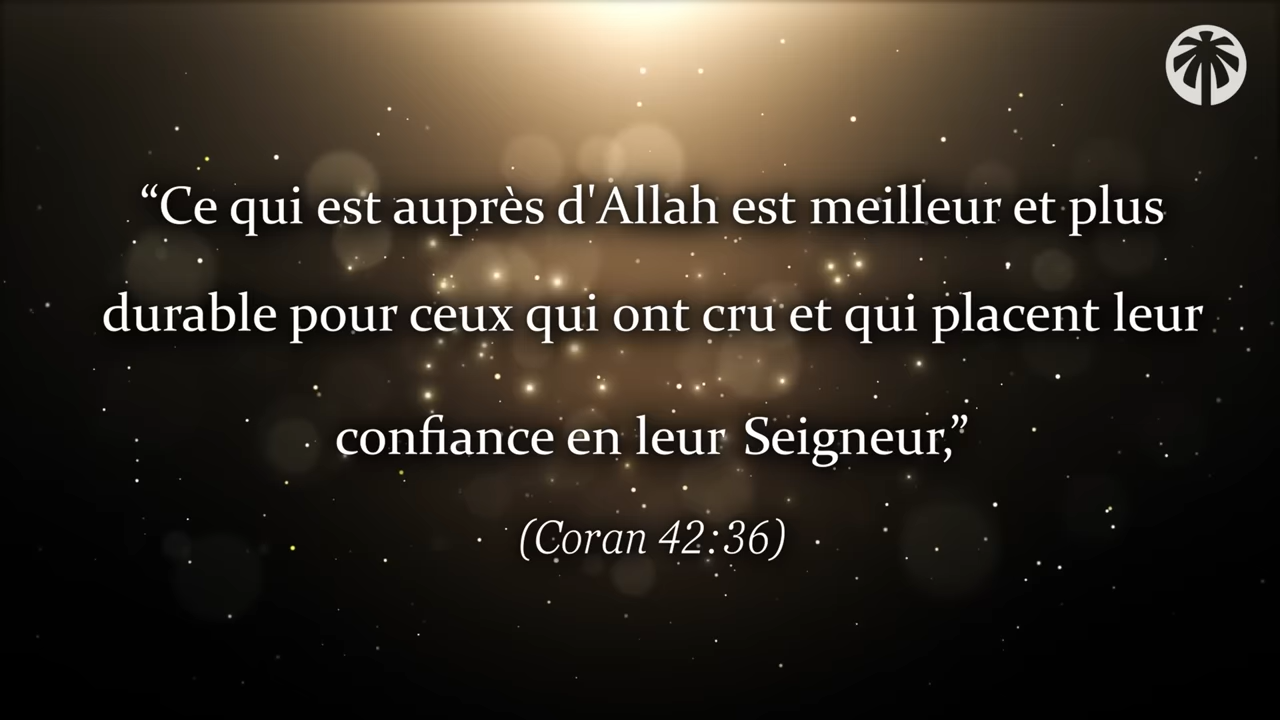 “Ce qui est auprès d'Allah est meilleur et plus
durable pour ceux qui ont cru et qui placent leur
confiance en leur Seigneur,”
(Coran 42:36)